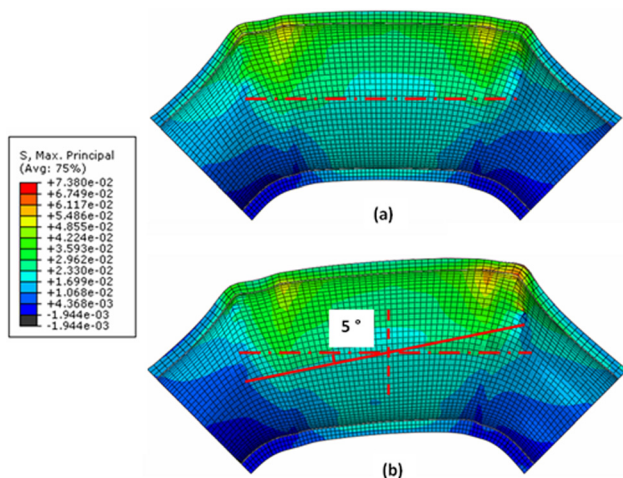 S, Max. Principal
(Avg: 75%)
+7.380e-02
+6.749e-02
+6.117e-02
+5.486e-02
+4.855e-02
+4.224e-02
+3.593e-02
+2.962e-02
+2.330e-02
+1.699e-02
+1.068e-02
+4.368e-03
-1.944e-03
-1.944e-03
(a)
5 °
(b)